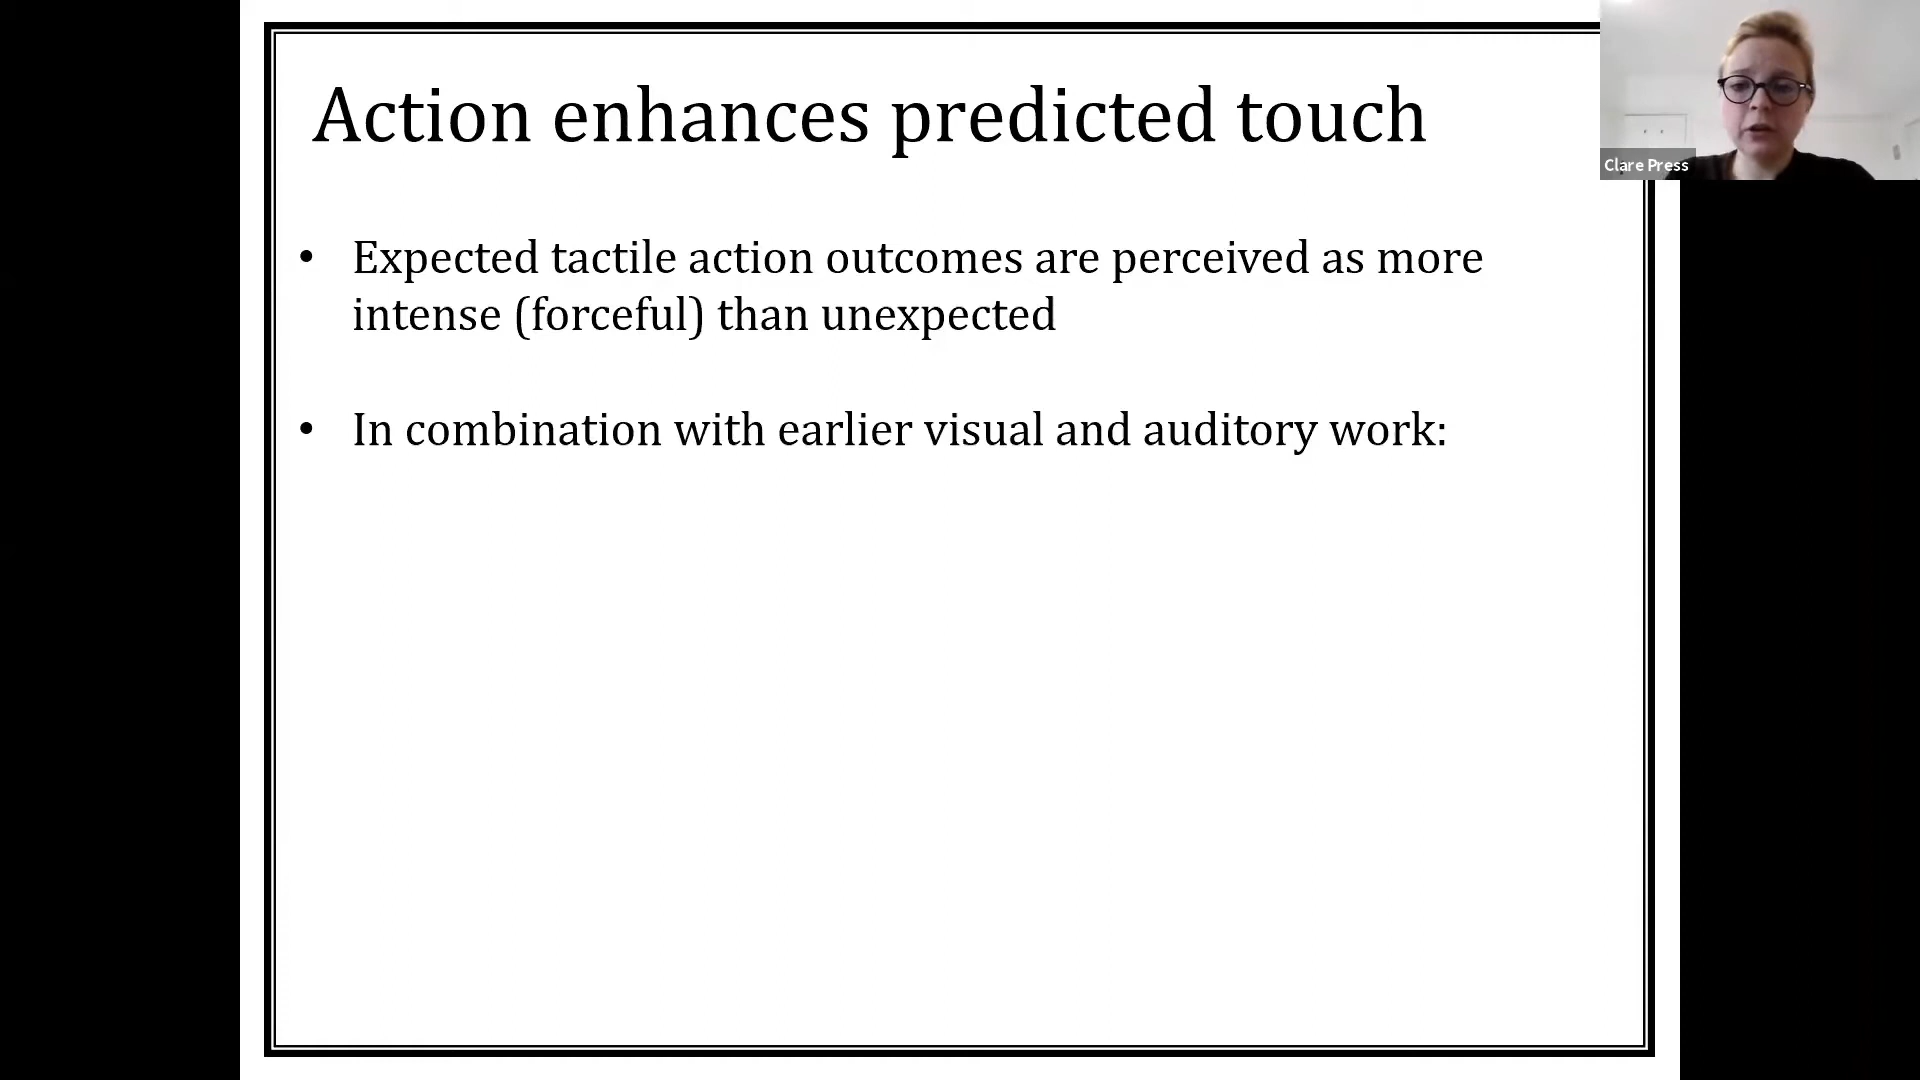 Action enhances predicted touch
Clare Press
• Expected tactile action outcomes are perceived as more
intense (forceful) than unexpected
• In combination with earlier visual and auditory work: